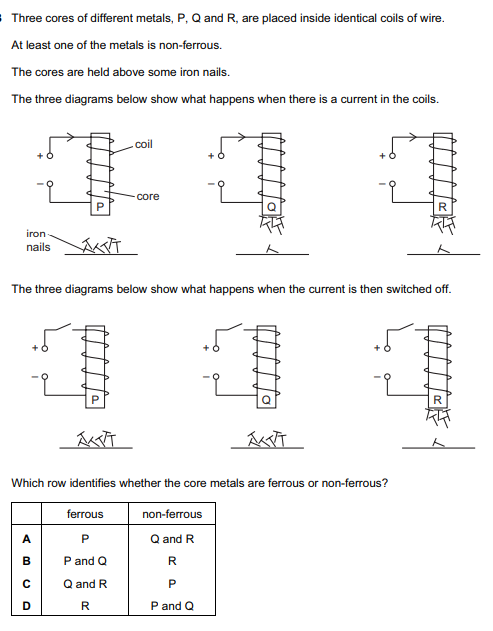 Three cores of different metals, P, Q and R, are placed inside identical coils of wire.
At least one of the metals is non-ferrous.
The cores are held above some iron nails.
The three diagrams below show what happens when there is a current in the coils.
coil
+ + +
– – –
core
P Q R
iron
nails
The three diagrams below show what happens when the current is then switched off.
+ + +
– – –
P Q R
Which row identifies whether the core metals are ferrous or non-ferrous?
ferrous non-ferrous
A P Q and R
B P and Q R
C Q and R P
D R P and Q